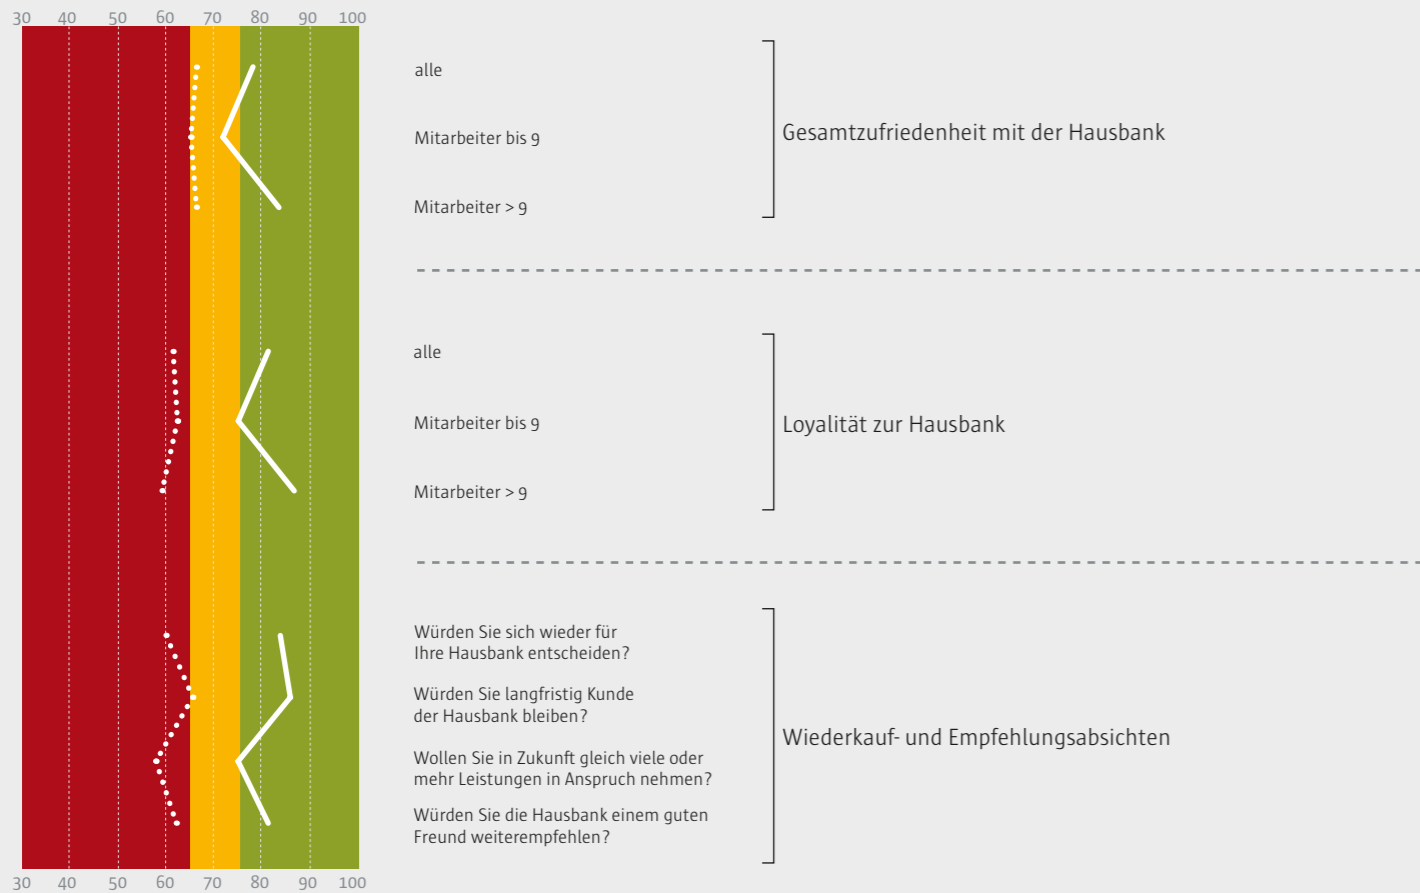 30 40 50 60 70 80 90 100
alle
Mitarbeiter bis 9
Mitarbeiter > 9
Gesamtzufriedenheit mit der Hausbank
alle
Mitarbeiter bis 9
Mitarbeiter > 9
Loyalität zur Hausbank
Würden Sie sich wieder für
Ihre Hausbank entscheiden?
Würden Sie langfristig Kunde
der Hausbank bleiben?
Wollen Sie in Zukunft gleich viele oder
mehr Leistungen in Anspruch nehmen?
Würden Sie die Hausbank einem guten
Freund weiterempfehlen?
Wiederkauf- und Empfehlungsabsichten
30 40 50 60 70 80 90 100